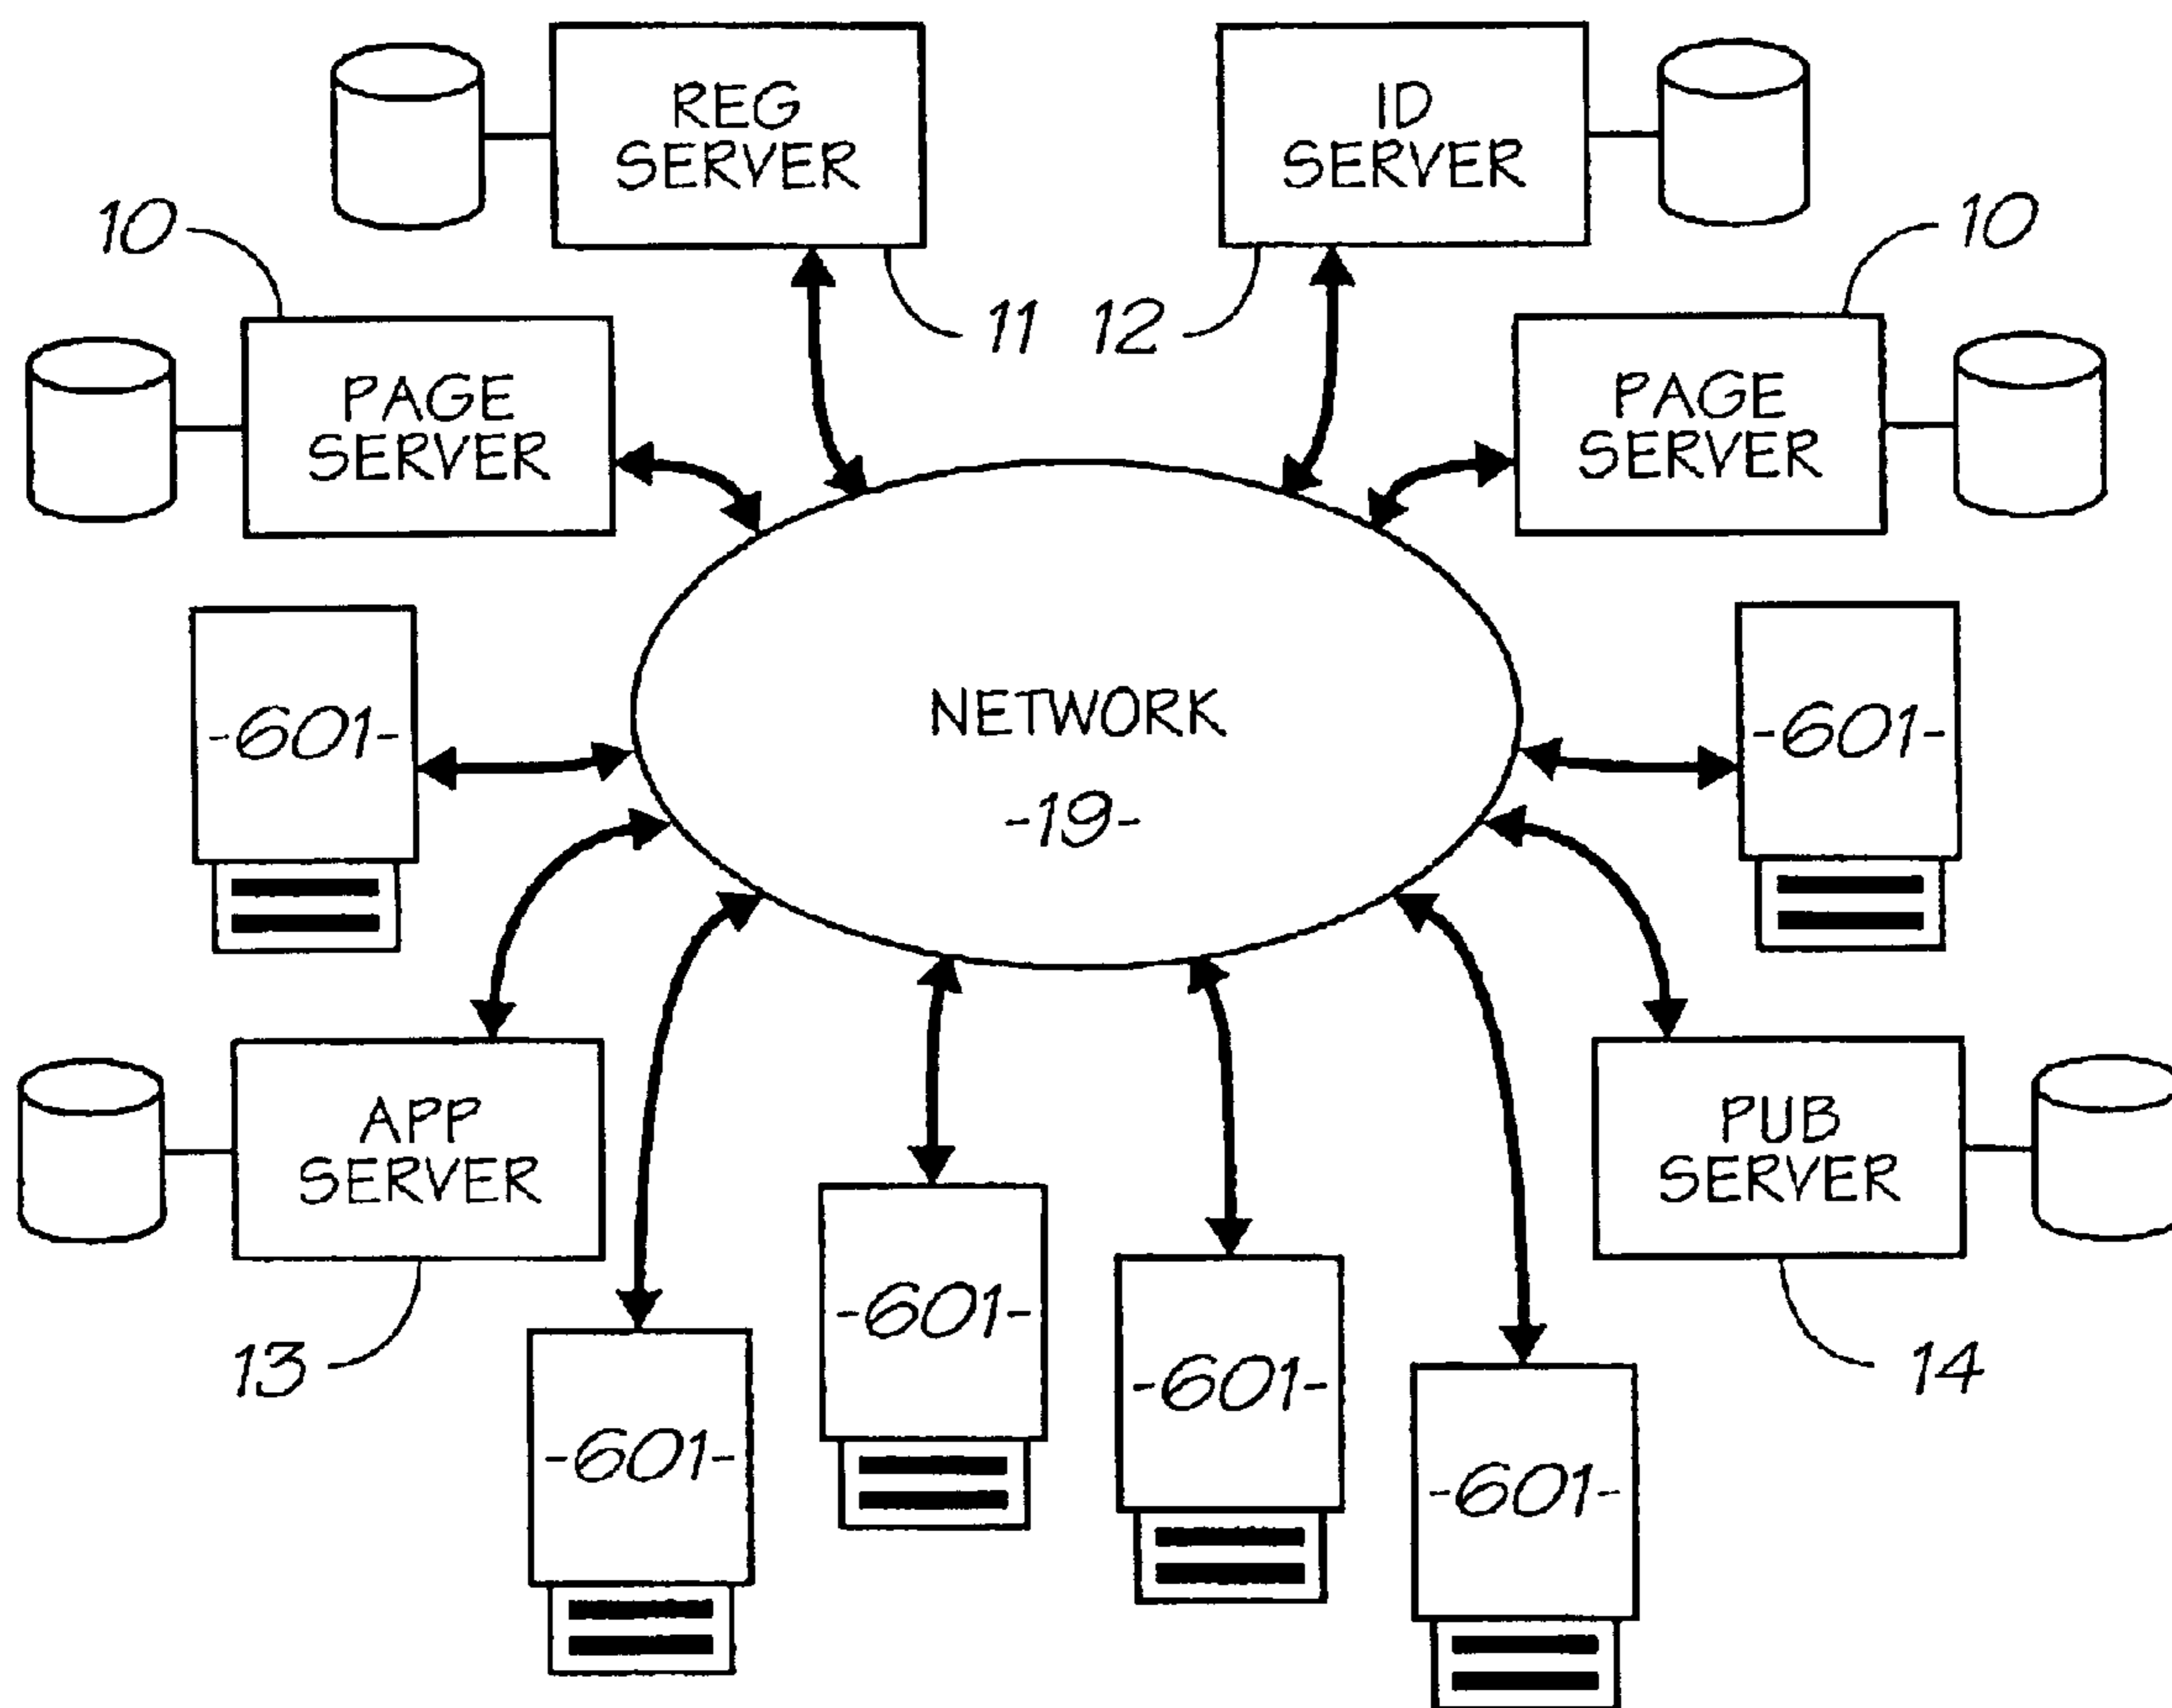 REG
SERVER
ID
SERVER
10
10
11
12
PAGE
SERVER
PAGE
SERVER
-601-
NETWORK
-19-
-601-
APP
SERVER
PUB
SERVER
-601-
-601-
13
14
-601-
-601-